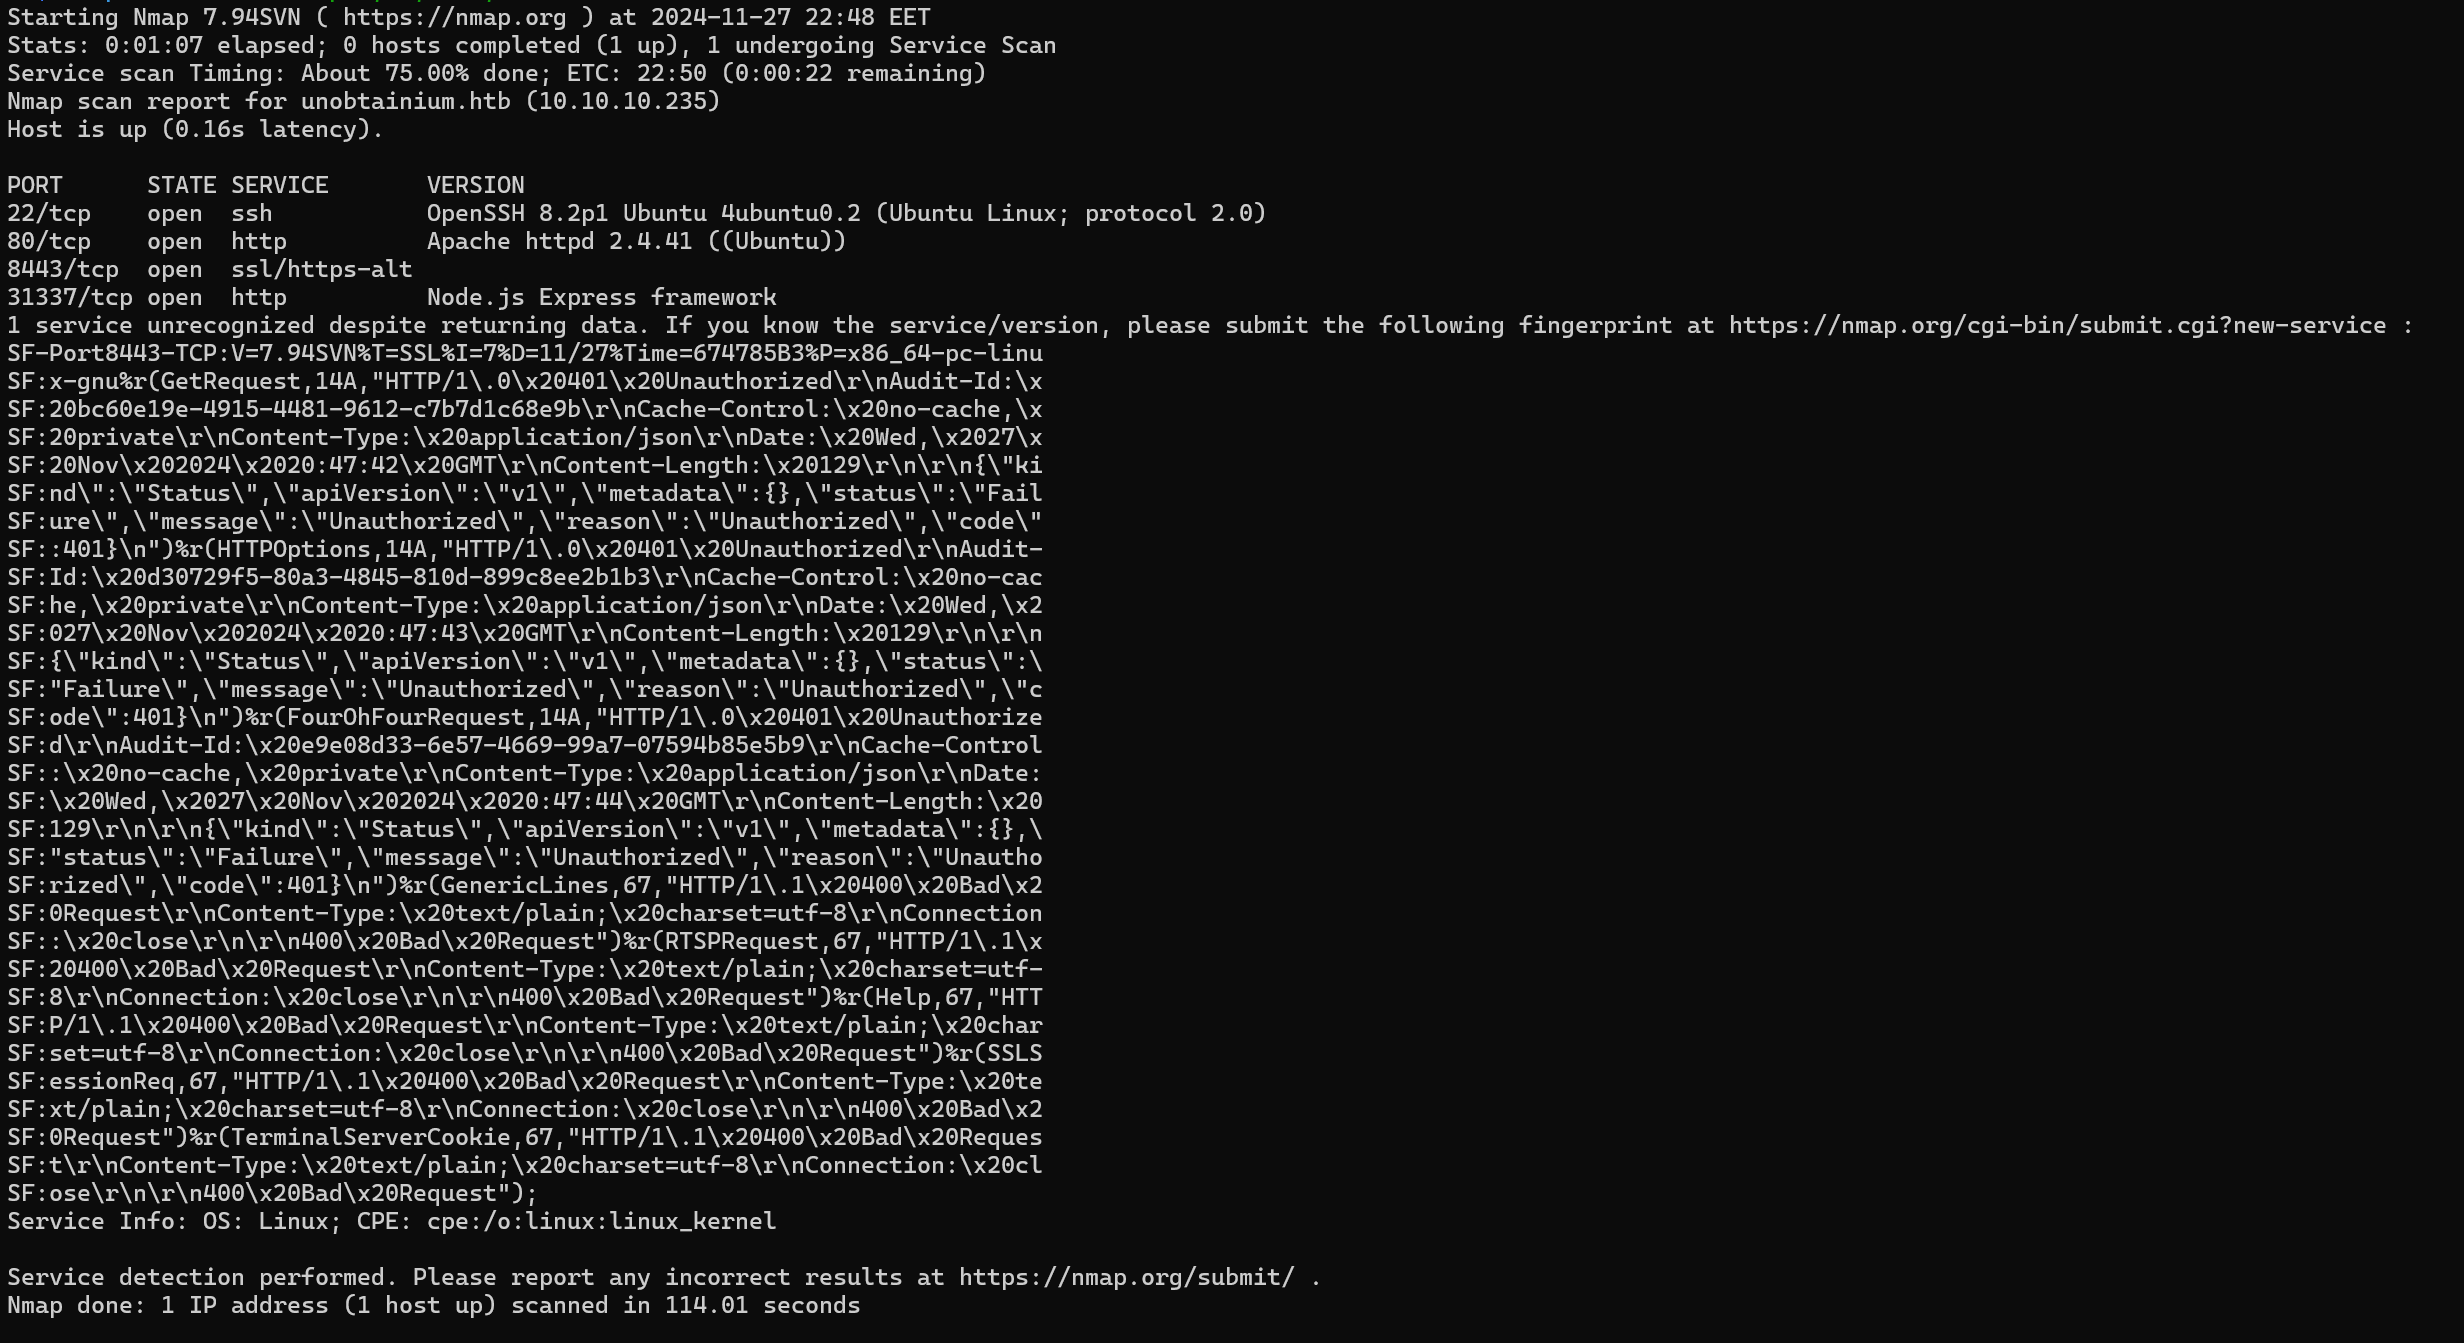 Starting Nmap 7.94SVN ( https://nmap.org ) at 2024-11-27 22:48 EET
Stats: 0:01:07 elapsed; 0 hosts completed (1 up), 1 undergoing Service Scan
Service scan Timing: About 75.00% done; ETC: 22:50 (0:00:22 remaining)
Nmap scan report for unobtainium.htb (10.10.10.235)
Host is up (0.16s latency).

PORT      STATE SERVICE       VERSION
22/tcp    open  ssh           OpenSSH 8.2p1 Ubuntu 4ubuntu0.2 (Ubuntu Linux; protocol 2.0)
80/tcp    open  http          Apache httpd 2.4.41 ((Ubuntu))
8443/tcp  open  ssl/https-alt
31337/tcp open  http          Node.js Express framework
1 service unrecognized despite returning data. If you know the service/version, please submit the following fingerprint at https://nmap.org/cgi-bin/submit.cgi?new-service :
SF-Port8443-TCP:V=7.94SVN%T=SSL%I=7%D=11/27%Time=674785B3%P=x86_64-pc-linu
SF:x-gnu%r(GetRequest,14A,"HTTP/1\.0\x20401\x20Unauthorized\r\nAudit-Id:\x
SF:20bc60e19e-4915-4481-9612-c7b7d1c68e9b\r\nCache-Control:\x20no-cache,\x
SF:20private\r\nContent-Type:\x20application/json\r\nDate:\x20Wed,\x2027\x
SF:20Nov\x202024\x2020:47:42\x20GMT\r\nContent-Length:\x20129\r\n\r\n{\"ki
SF:nd\":\"Status\",\"apiVersion\":\"v1\",\"metadata\":{},\"status\":\"Fail
SF:ure\",\"message\":\"Unauthorized\",\"reason\":\"Unauthorized\",\"code\"
SF::401}\n")%r(HTTPOptions,14A,"HTTP/1\.0\x20401\x20Unauthorized\r\nAudit-
SF:Id:\x20d30729f5-80a3-4845-810d-899c8ee2b1b3\r\nCache-Control:\x20no-cac
SF:he,\x20private\r\nContent-Type:\x20application/json\r\nDate:\x20Wed,\x2
SF:027\x20Nov\x202024\x2020:47:43\x20GMT\r\nContent-Length:\x20129\r\n\r\n
SF:{\"kind\":\"Status\",\"apiVersion\":\"v1\",\"metadata\":{},\"status\":\
SF:"Failure\",\"message\":\"Unauthorized\",\"reason\":\"Unauthorized\",\"c
SF:ode\":401}\n")%r(FourOhFourRequest,14A,"HTTP/1\.0\x20401\x20Unauthorize
SF:d\r\nAudit-Id:\x20e9e08d33-6e57-4669-99a7-07594b85e5b9\r\nCache-Control
SF::\x20no-cache,\x20private\r\nContent-Type:\x20application/json\r\nDate:
SF:\x20Wed,\x2027\x20Nov\x202024\x2020:47:44\x20GMT\r\nContent-Length:\x20
SF:129\r\n\r\n{\"kind\":\"Status\",\"apiVersion\":\"v1\",\"metadata\":{},\
SF:"status\":\"Failure\",\"message\":\"Unauthorized\",\"reason\":\"Unautho
SF:rized\",\"code\":401}\n")%r(GenericLines,67,"HTTP/1\.1\x20400\x20Bad\x2
SF:0Request\r\nContent-Type:\x20text/plain;\x20charset=utf-8\r\nConnection
SF::\x20close\r\n\r\n400\x20Bad\x20Request")%r(RTSPRequest,67,"HTTP/1\.1\x
SF:20400\x20Bad\x20Request\r\nContent-Type:\x20text/plain;\x20charset=utf-
SF:8\r\nConnection:\x20close\r\n\r\n400\x20Bad\x20Request")%r(Help,67,"HTT
SF:P/1\.1\x20400\x20Bad\x20Request\r\nContent-Type:\x20text/plain;\x20char
SF:set=utf-8\r\nConnection:\x20close\r\n\r\n400\x20Bad\x20Request")%r(SSLS
SF:essionReq,67,"HTTP/1\.1\x20400\x20Bad\x20Request\r\nContent-Type:\x20te
SF:xt/plain;\x20charset=utf-8\r\nConnection:\x20close\r\n\r\n400\x20Bad\x2
SF:0Request")%r(TerminalServerCookie,67,"HTTP/1\.1\x20400\x20Bad\x20Reques
SF:t\r\nContent-Type:\x20text/plain;\x20charset=utf-8\r\nConnection:\x20cl
SF:ose\r\n\r\n400\x20Bad\x20Request");
Service Info: OS: Linux; CPE: cpe:/o:linux:linux_kernel

Service detection performed. Please report any incorrect results at https://nmap.org/submit/ .
Nmap done: 1 IP address (1 host up) scanned in 114.01 seconds